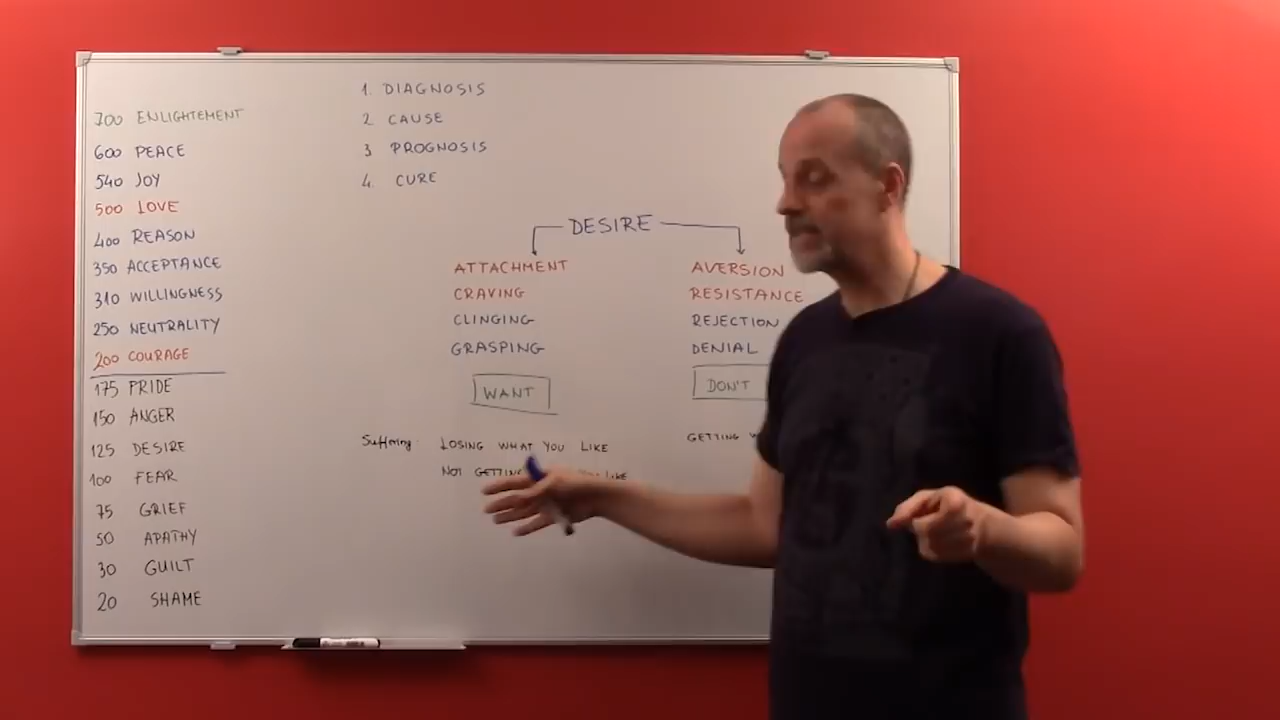 700 ENLIGHTEMENT
600 PEACE
540 JOY
500 LOVE
400 REASON
350 ACCEPTANCE
310 WILLINGNESS
250 NEUTRALITY
200 COURAGE
175 PRIDE
150 ANGER
125 DESIRE
100 FEAR
75 GRIEF
50 APATHY
30 GUILT
20 SHAME
1. DIAGNOSIS
2 CAUSE
3 PROGNOSIS
4. CURE
DESIRE
ATTACHMENT
CRAVING
CLINGING
GRASPING
WANT
AVERSION
RESISTANCE
REJECTION
DENIAL
DON'T
Suffering: LOSING WHAT YOU LIKE
NOT GETTING LIKE
GETTING